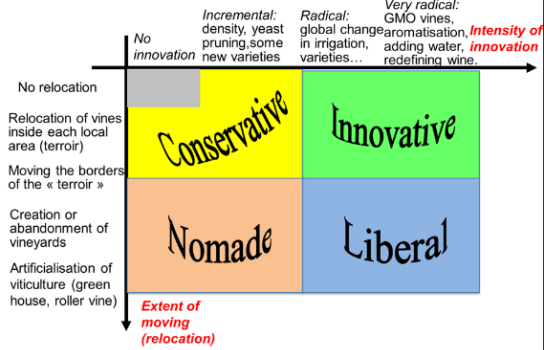 No
innovation
Incremental:
density, yeast
pruning,some
new varieties
Radical:
global change
in irrigation,
varieties…
Very radical:
GMO vines,
aromatisation,
adding water,
redefining wine.
Intensity of
innovation
No relocation
Relocation of vines
inside each local
area (terroir)
Moving the borders
of the « terroir »
Creation or
abandonment of
vineyards
Artificialisation of
viticulture (green
house, roller vine)
Conservative
Innovative
Nomade
Liberal
Extent of
moving
(relocation)